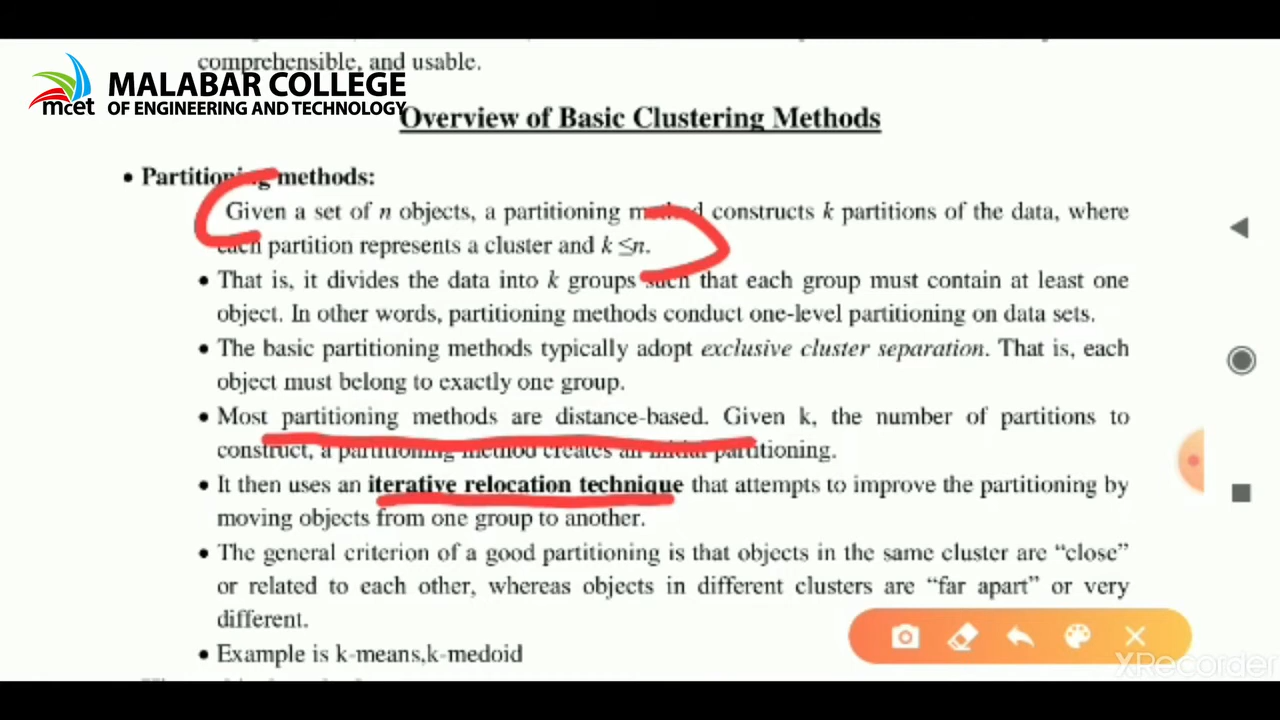 comprehensible, and usable.
MALABAR COLLEGE
OF ENGINEERING AND TECHNOLOGY
mcet
Overview of Basic Clustering Methods
• Partitioning methods:
Given a set of n objects, a partitioning method constructs k partitions of the data, where
each partition represents a cluster and k ≤n.
• That is, it divides the data into k groups such that each group must contain at least one
object. In other words, partitioning methods conduct one-level partitioning on data sets.
• The basic partitioning methods typically adopt exclusive cluster separation. That is, each
object must belong to exactly one group.
• Most partitioning methods are distance-based. Given k, the number of partitions to
construct, a partitioning method creates an initial partitioning.
• It then uses an iterative relocation technique that attempts to improve the partitioning by
moving objects from one group to another.
• The general criterion of a good partitioning is that objects in the same cluster are “close”
or related to each other, whereas objects in different clusters are “far apart” or very
different.
• Example is k-means,k-medoid
XRecorder